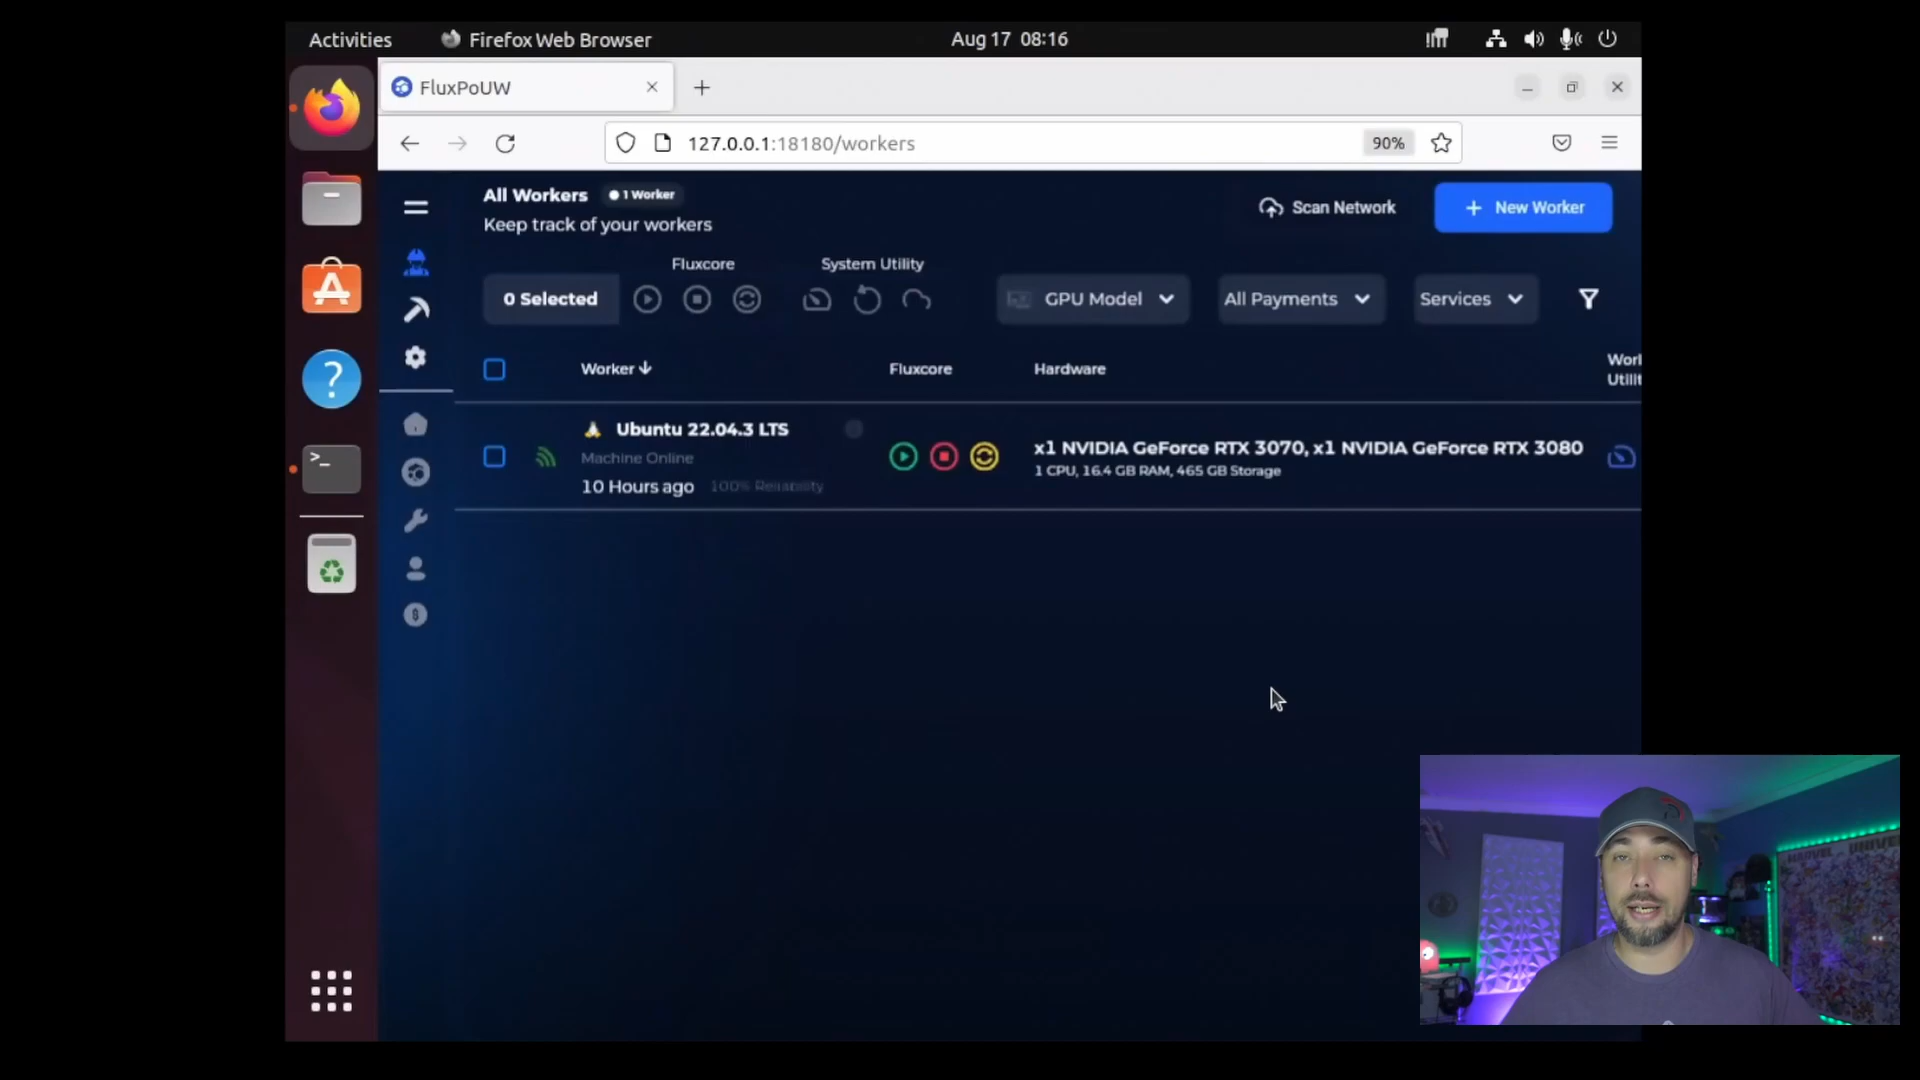 Activities
Firefox Web Browser
Aug 17 08:16
FluxPoUW
127.0.0.1:18180/workers
90%
All Workers
1 Worker
Keep track of your workers
Scan Network
+ New Worker
Fluxcore
System Utility
0 Selected
GPU Model
All Payments
Services
Worker
Fluxcore
Hardware
Ubuntu 22.04.3 LTS
Machine Online
10 Hours ago
100% Reliability
x1 NVIDIA GeForce RTX 3070, x1 NVIDIA GeForce RTX 3080
1 CPU, 16.4 GB RAM, 465 GB Storage